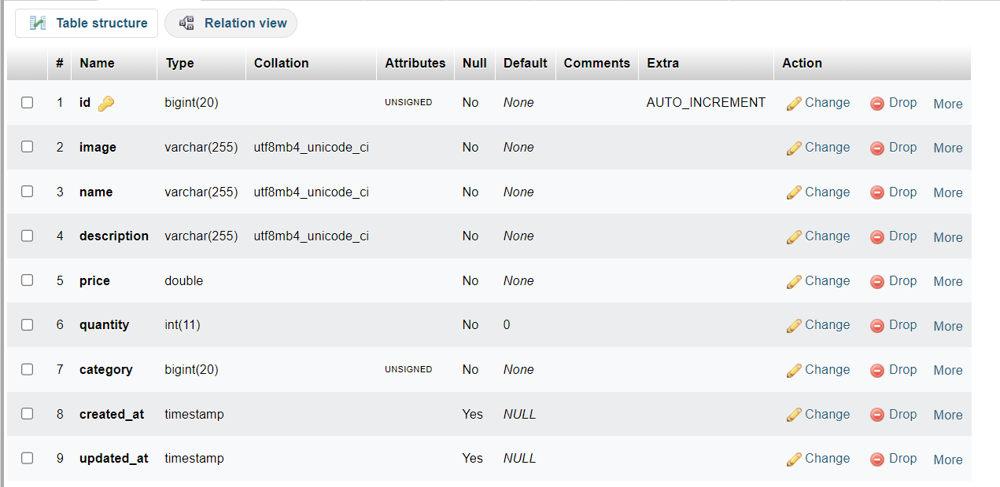 Table structure Relation view
# Name Type Collation Attributes Null Default Comments Extra Action
1 id bigint(20) UNSIGNED No None AUTO_INCREMENT Change Drop More
2 image varchar(255) utf8mb4_unicode_ci No None Change Drop More
3 name varchar(255) utf8mb4_unicode_ci No None Change Drop More
4 description varchar(255) utf8mb4_unicode_ci No None Change Drop More
5 price double No None Change Drop More
6 quantity int(11) No 0 Change Drop More
7 category bigint(20) UNSIGNED No None Change Drop More
8 created_at timestamp Yes NULL Change Drop More
9 updated_at timestamp Yes NULL Change Drop More